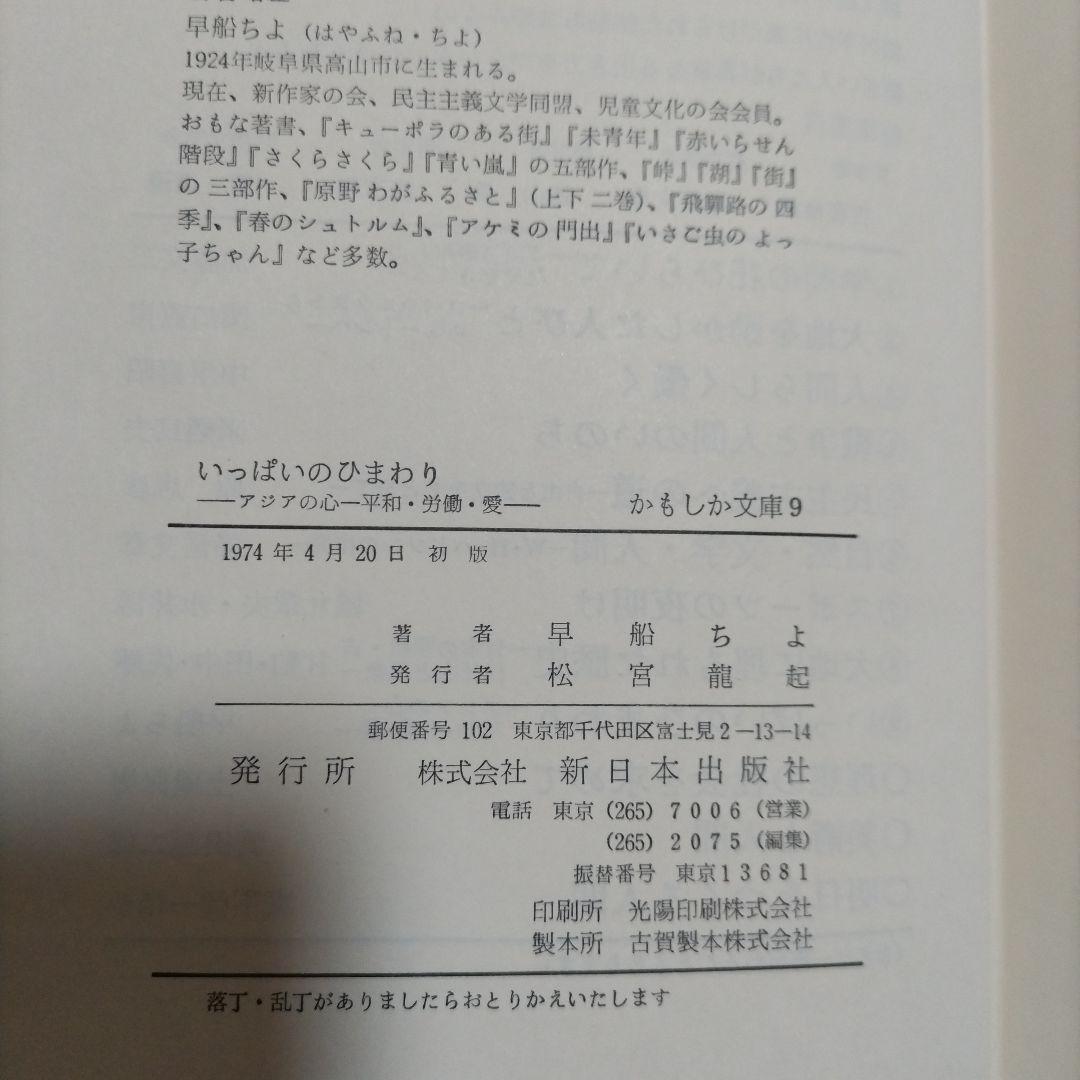 早船ちよ（はやふね・ちよ）
1924年岐阜県高山市に生まれる。
現在、新作家の会、民主主義文学同盟、児童文化の会会員。
おもな著書、『キューポラのある街』『未青年』『赤いらせん
階段』『さくらさくら』『青い嵐』の五部作、『峠』『湖』『街』
の三部作、『原野 わがふるさと』（上下二巻）、『飛騨路の四
季』、『春のシュトルム』、『アケミの門出』『いさご虫のよっ
子ちゃん』など多数。
いっぱいのひまわり
――アジアの心―平和・労働・愛――　かもしか文庫9
1974年4月20日　初版
著者　早船ちよ
発行者　松宮龍起
郵便番号 102　東京都千代田区富士見2―13―14
発行所　株式会社　新日本出版社
電話　東京（265）7006（営業）
（265）2075（編集）
振替番号　東京13681
印刷所　光陽印刷株式会社
製本所　古賀製本株式会社
落丁・乱丁がありましたらおとりかえいたします